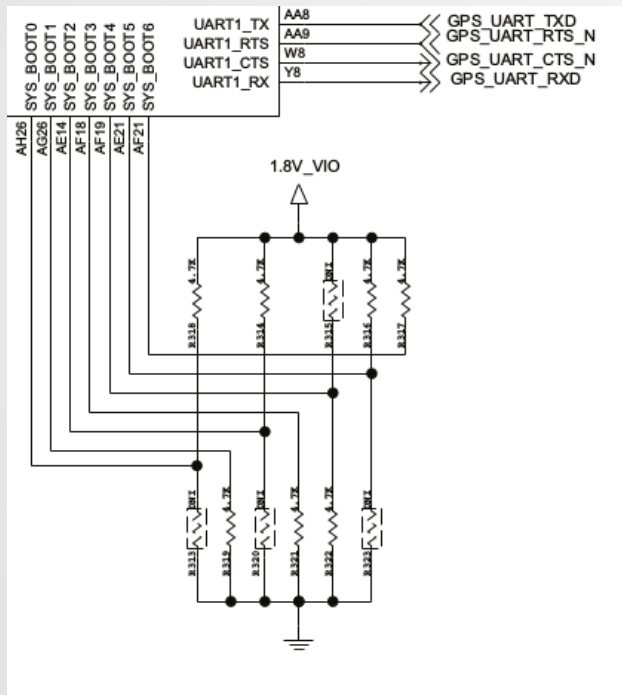 SYS_BOOT0
SYS_BOOT1
SYS_BOOT2
SYS_BOOT3
SYS_BOOT4
SYS_BOOT5
SYS_BOOT6
UART1_TX AA8 GPS_UART_TXD
UART1_RTS AA9 GPS_UART_RTS_N
UART1_CTS W8 GPS_UART_CTS_N
UART1_RX Y8 GPS_UART_RXD
AH26
AG26
AE14
AF18
AF19
AE21
AF21
1.8V_VIO
4.7K
R318
4.7K
R314
DNI
R315
4.7K
R316
4.7K
R317
DNI
R313
4.7K
R319
DNI
R320
4.7K
R321
4.7K
R322
DNI
R323